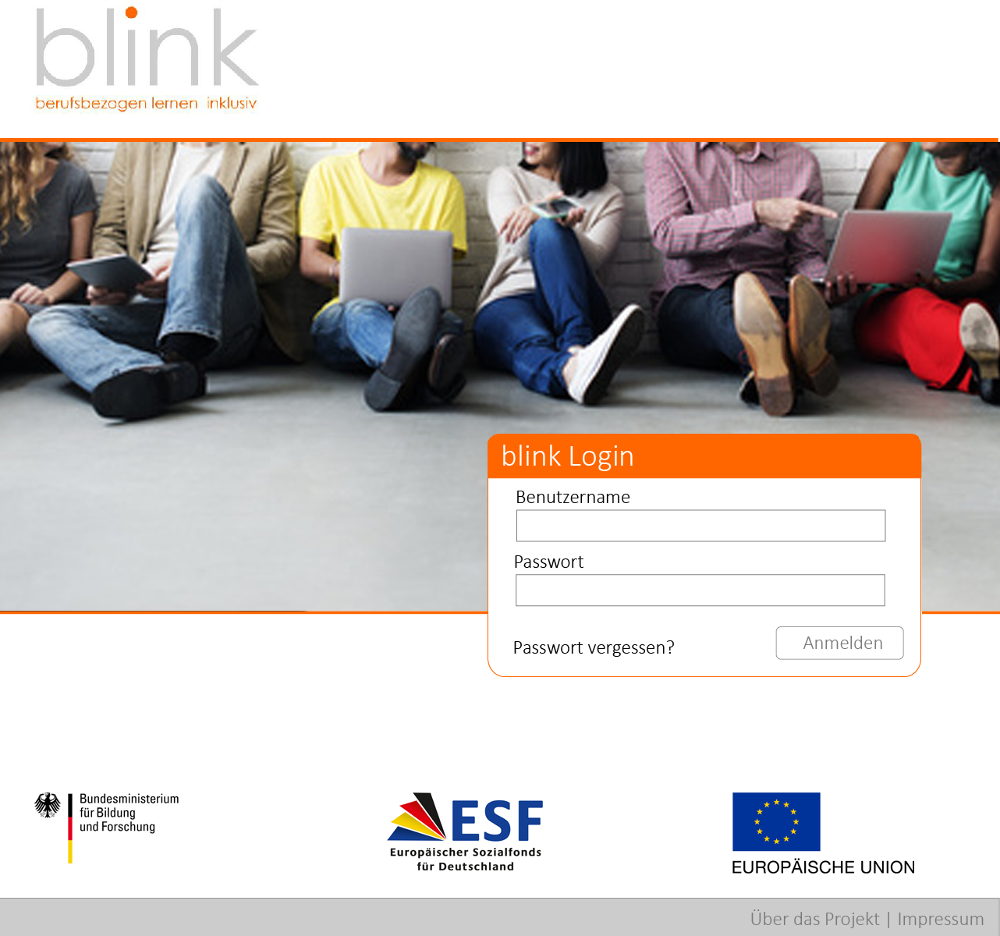 blink
berufsbezogen lernen inklusiv
blink Login
Benutzername
Passwort
Passwort vergessen?
Anmelden
Bundesministerium
für Bildung
und Forschung
ESF
Europäischer Sozialfonds
für Deutschland
EUROPÄISCHE UNION
Über das Projekt | Impressum